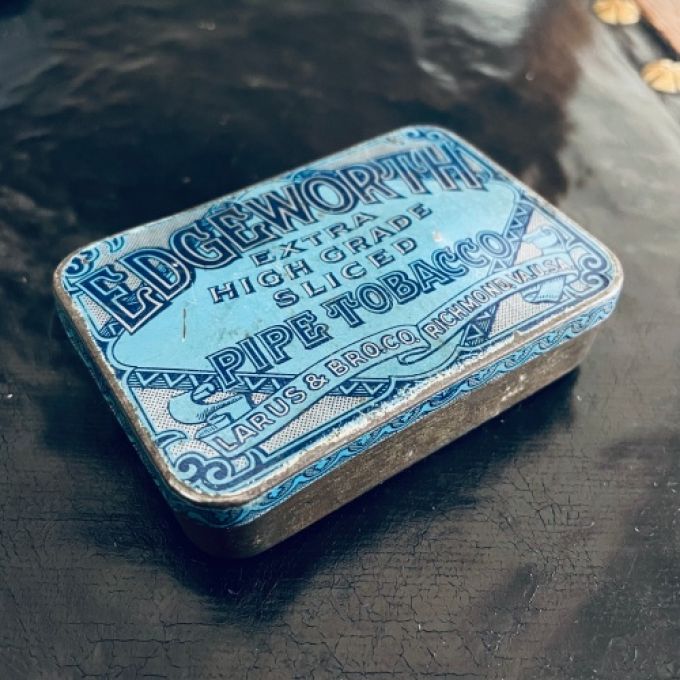 EDGEWORTH
EXTRA
HIGH GRADE
SLICED
PIPE TOBACCO
LARUS & BRO.CO. RICHMOND, VA.U.S.A.